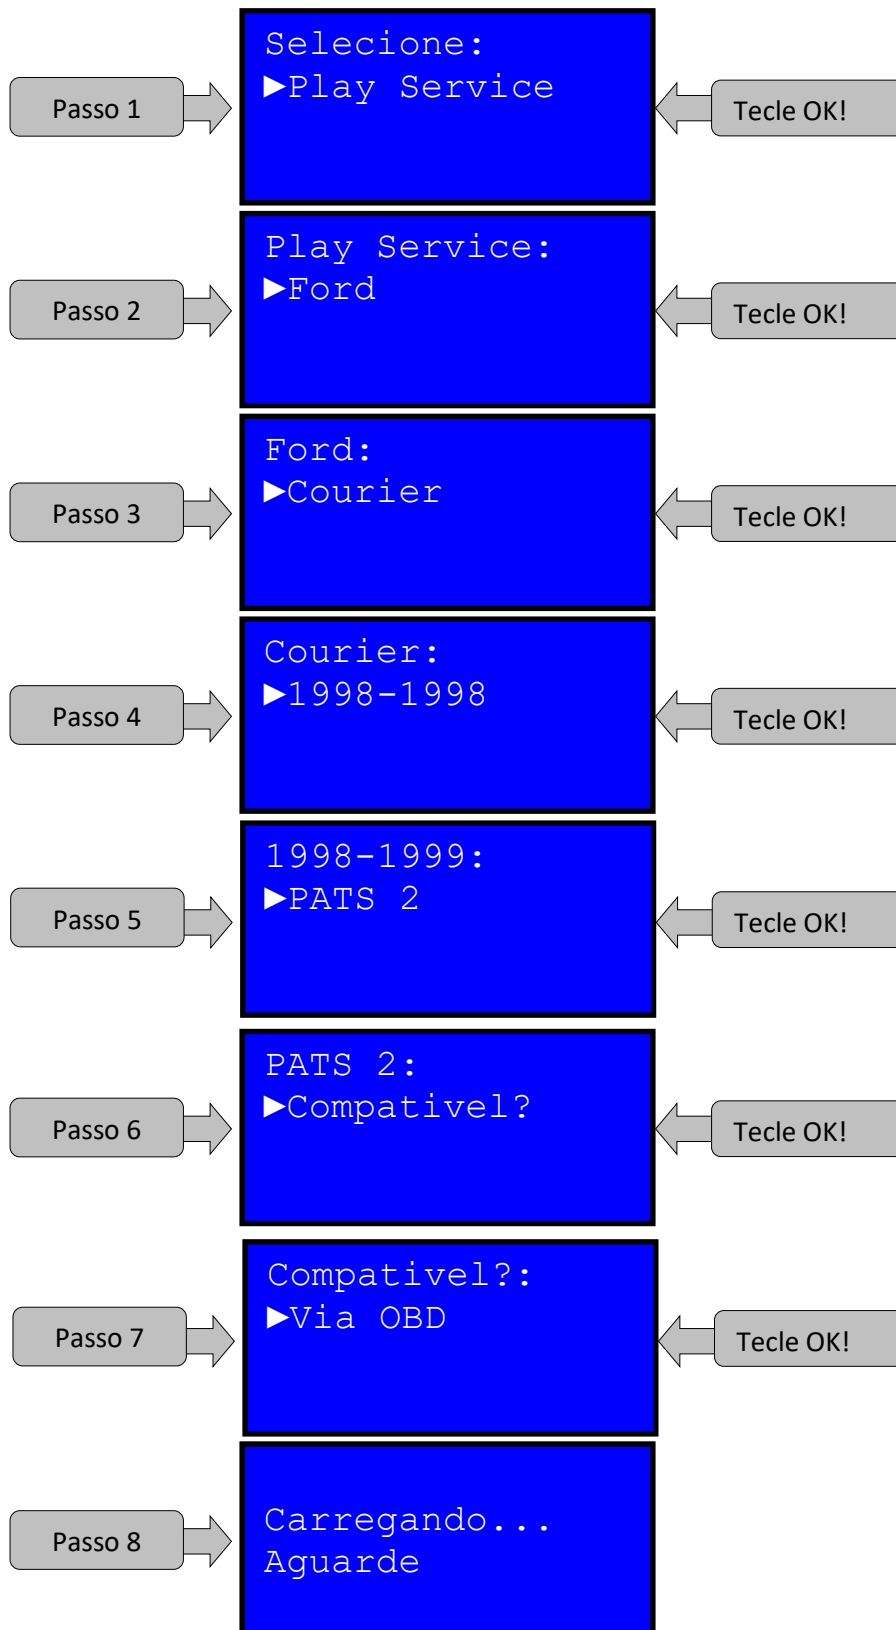 Selecione:
►Play Service
Passo 1
Tecle OK!
Play Service:
►Ford
Passo 2
Tecle OK!
Ford:
►Courier
Passo 3
Tecle OK!
Courier:
►1998-1998
Passo 4
Tecle OK!
1998-1999:
►PATS 2
Passo 5
Tecle OK!
PATS 2:
►Compativel?
Passo 6
Tecle OK!
Compativel?:
►Via OBD
Passo 7
Tecle OK!
Carregando...
Aguarde
Passo 8